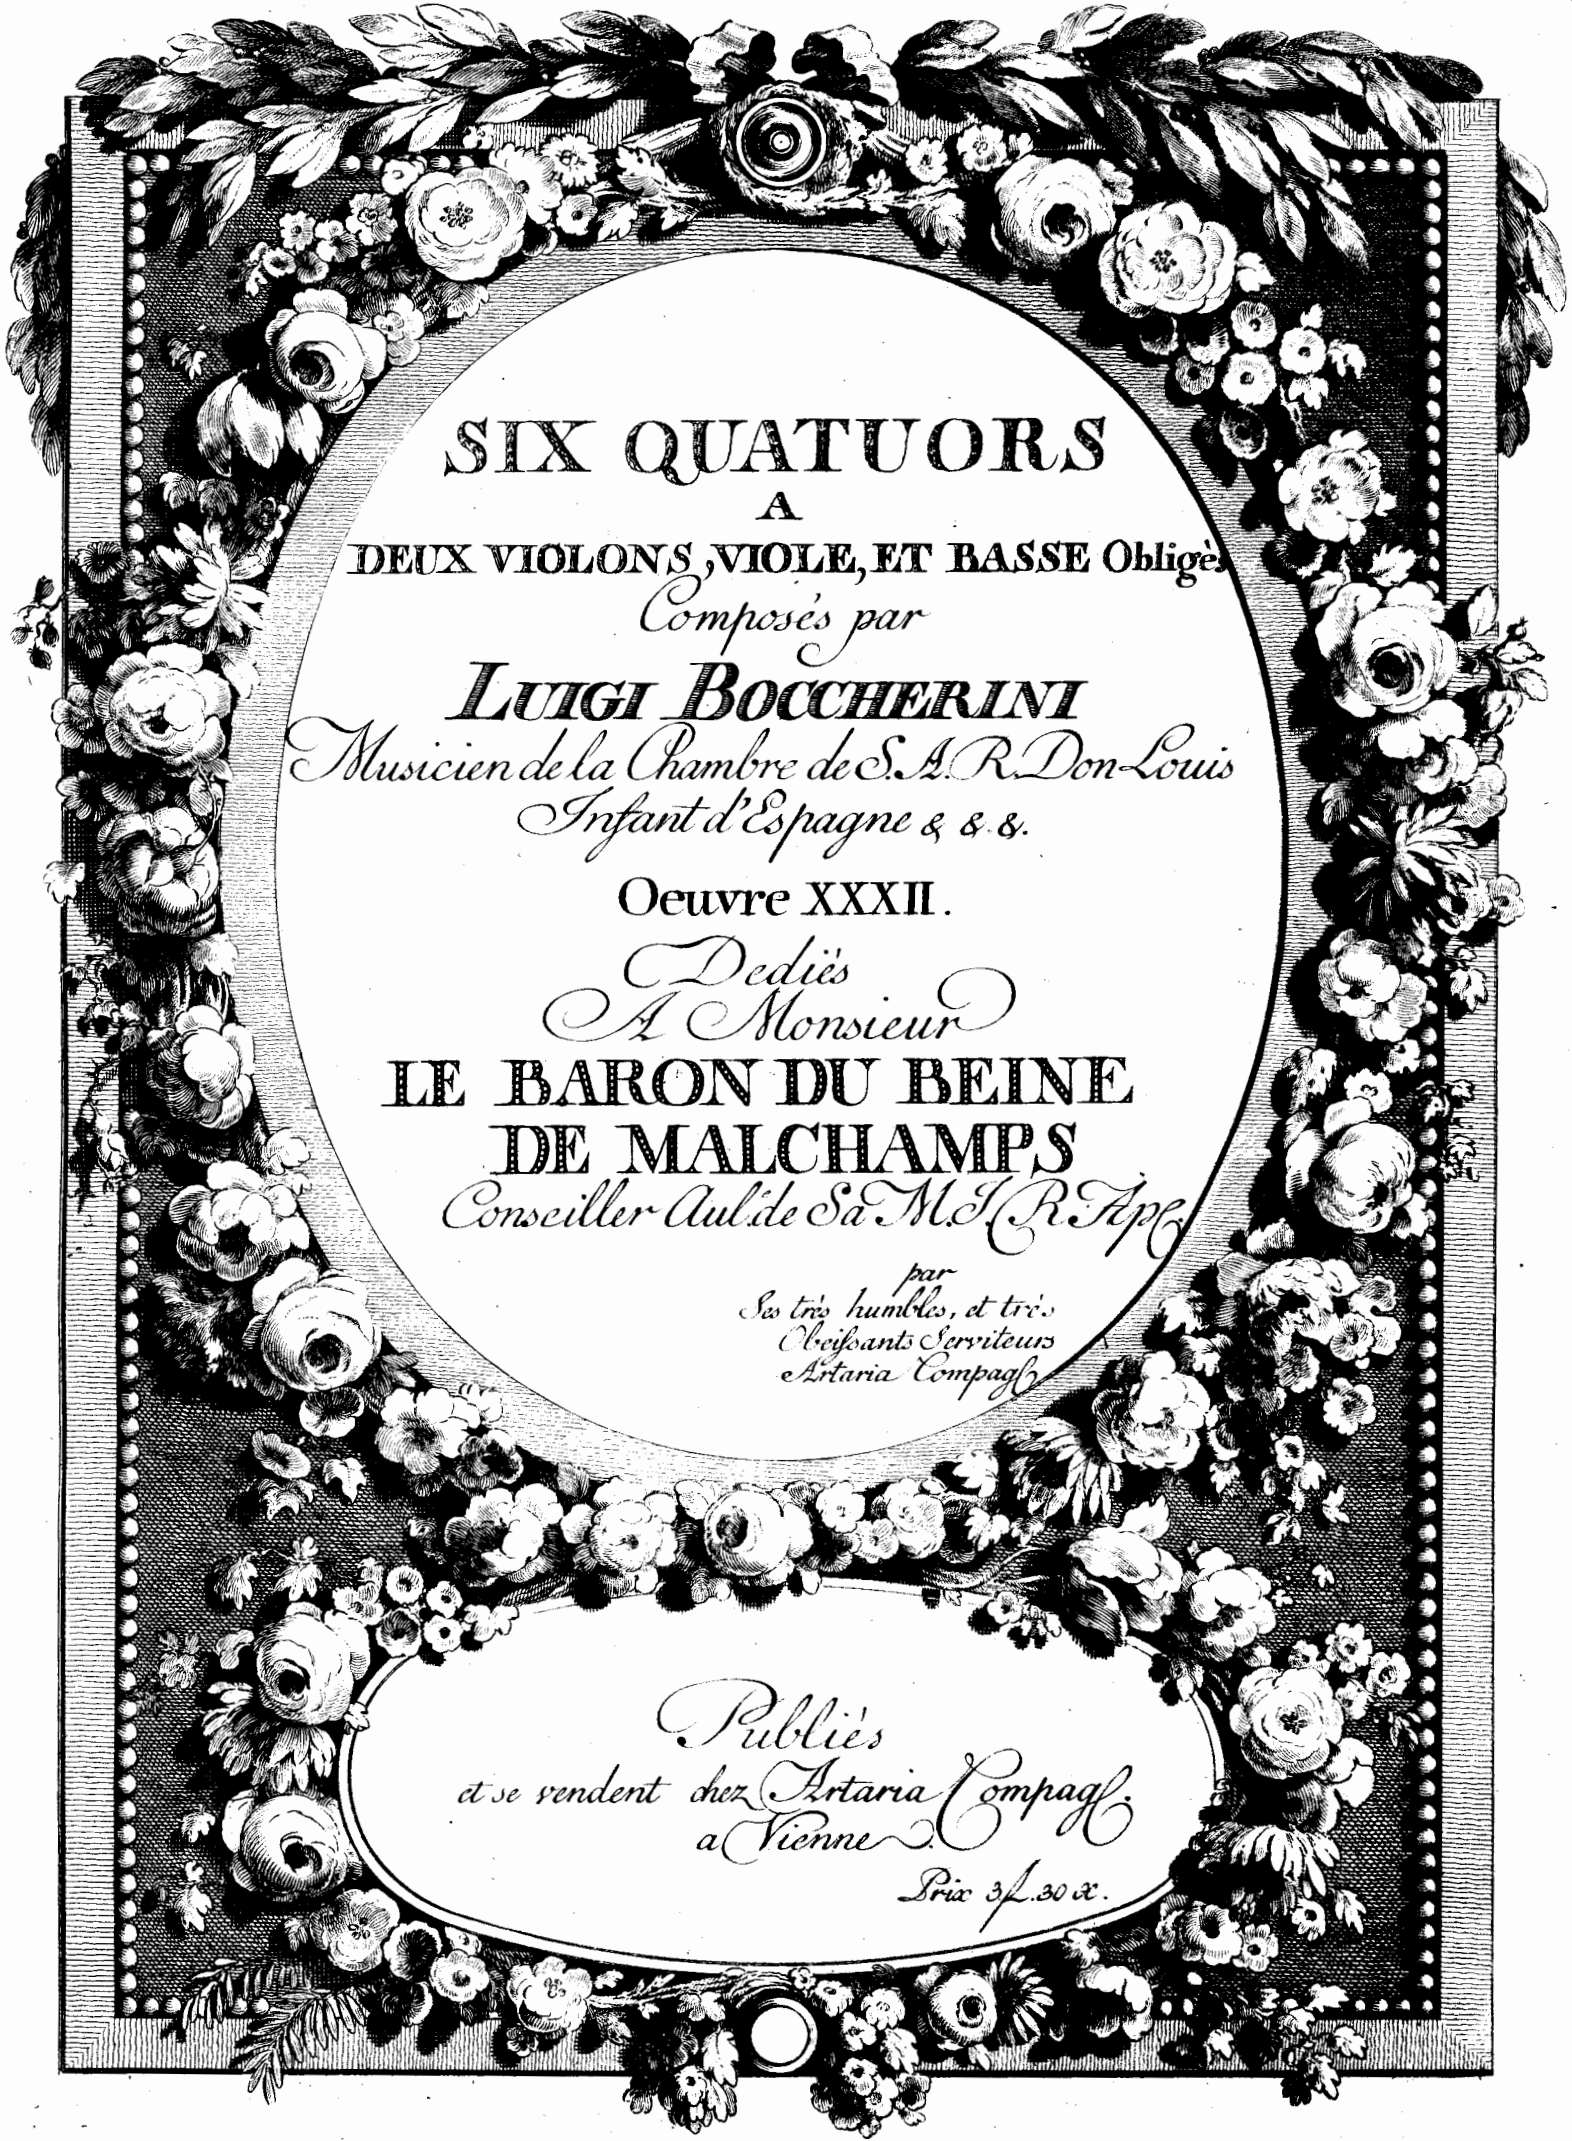 SIX QUATUORS
A
DEUX VIOLONS, VIOLE, ET BASSE Obligès
Composés par
LUIGI BOCCHERINI
Musicien de la Chambre de S. A. R. Don Louis
Infant d'Espagne & & &.
Oeuvre XXXII.
Dediès
A Monsieur
LE BARON DU BEINE
DE MALCHAMPS
Conseiller Aul: de Sa M. I. R. Ap.
par
Ses très humbles, et très
Obeißants Serviteurs
Artaria Compag.
Publiès
et se vendent chez Artaria Compag.
a Vienne.
Prix 3 f. 30 x.